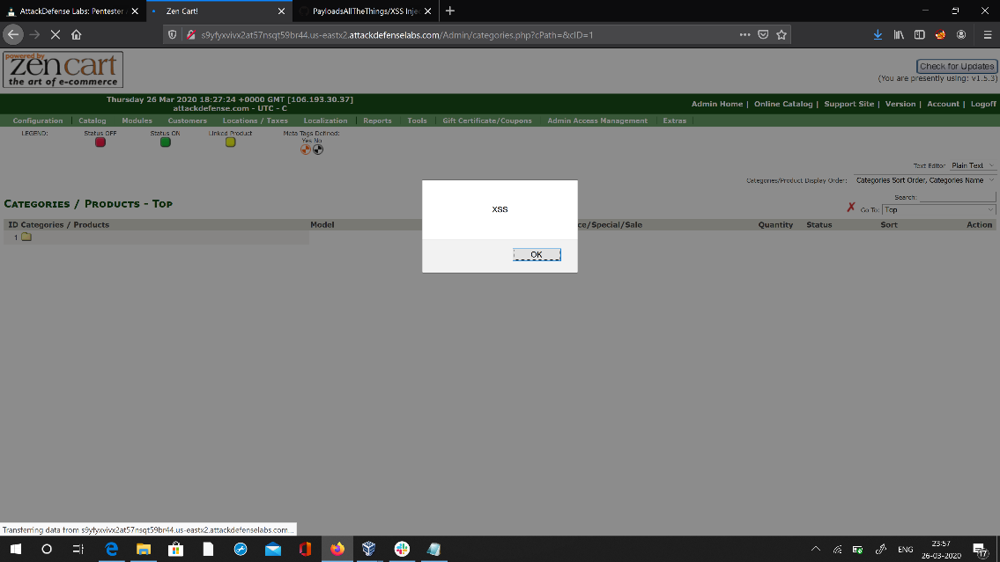 AttackDefense Labs: Pentester
Zen Cart!
PayloadsAllTheThings/XSS Inje
s9yfyxvivx2at57nsqt59br44.us-eastx2.attackdefenselabs.com/Admin/categories.php?cPath=&cID=1
powered by
zen cart
the art of e-commerce
Check for Updates
(You are presently using: v1.5.3)
Thursday 26 Mar 2020 18:27:24 +0000 GMT [106.193.30.37]
attackdefense.com - UTC - C
Admin Home | Online Catalog | Support Site | Version | Account | Logoff
Configuration Catalog Modules Customers Locations / Taxes Localization Reports Tools Gift Certificate/Coupons Admin Access Management Extras
LEGEND: Status OFF Status ON Linked Product Meta Tags Defined:
Yes No
Text Editor Plain Text
Categories/Product Display Order: Categories Sort Order, Categories Name
Search:
Categories / Products - Top
Go To: Top
XSS
OK
ID Categories / Products Model ce/Special/Sale Quantity Status Sort Action
1
Transferring data from s9yfyxvivx2at57nsqt59br44.us-eastx2.attackdefenselabs.com...
ENG
23:57
26-03-2020
17